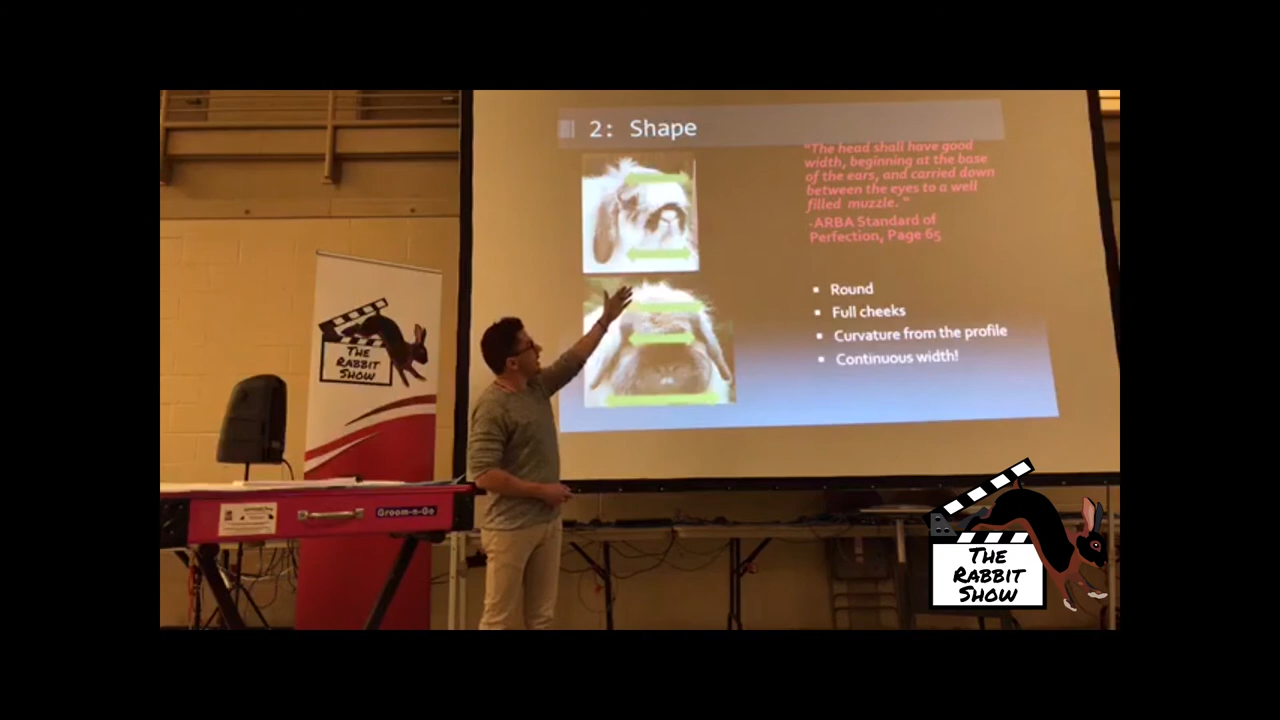 2: Shape
"The head shall have good
width, beginning at the base
of the ears, and carried down
between the eyes to a well
filled muzzle. "
-ARBA Standard of
Perfection, Page 65
Round
Full cheeks
Curvature from the profile
Continuous width!
THE
RABBIT
SHOW
Groom-n-Go
THE
RABBIT
SHOW